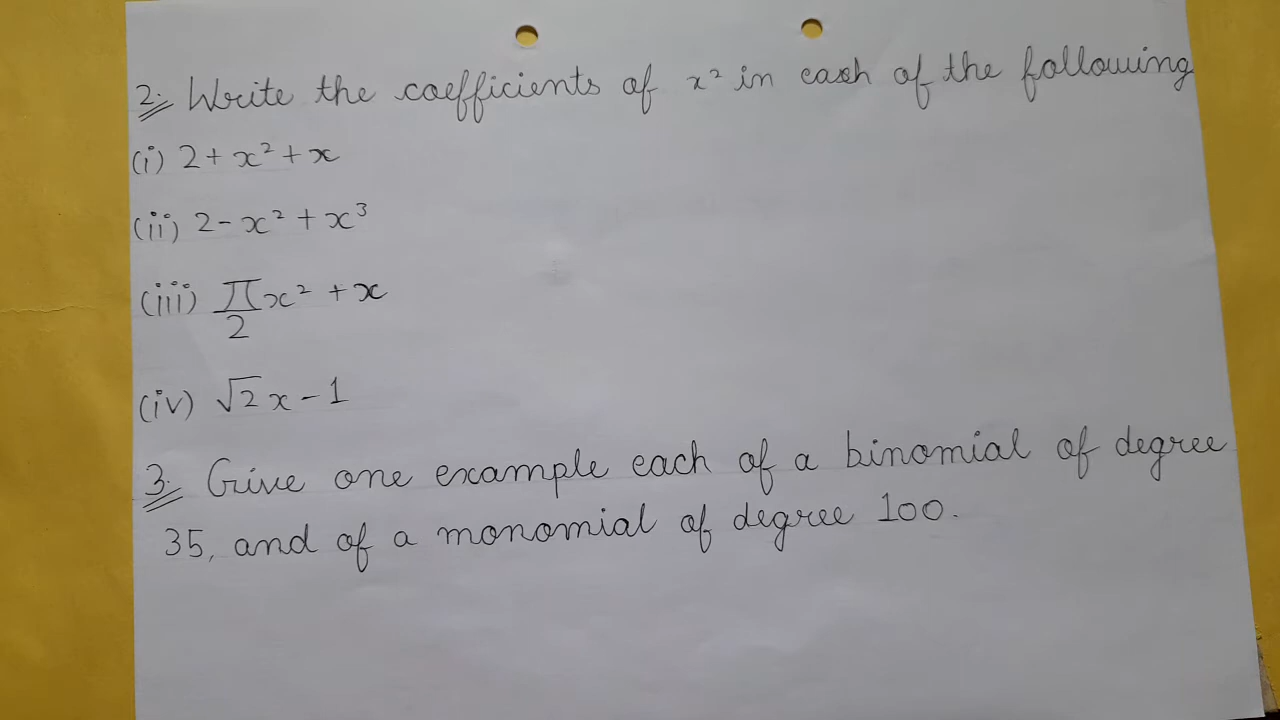 2. Write the coefficients of x² in each of the following
(i) 2 + x² + x
(ii) 2 - x² + x³
(iii) π/2 x² + x
(iv) √2x - 1
3. Give one example each of a binomial of degree
35, and of a monomial of degree 100.